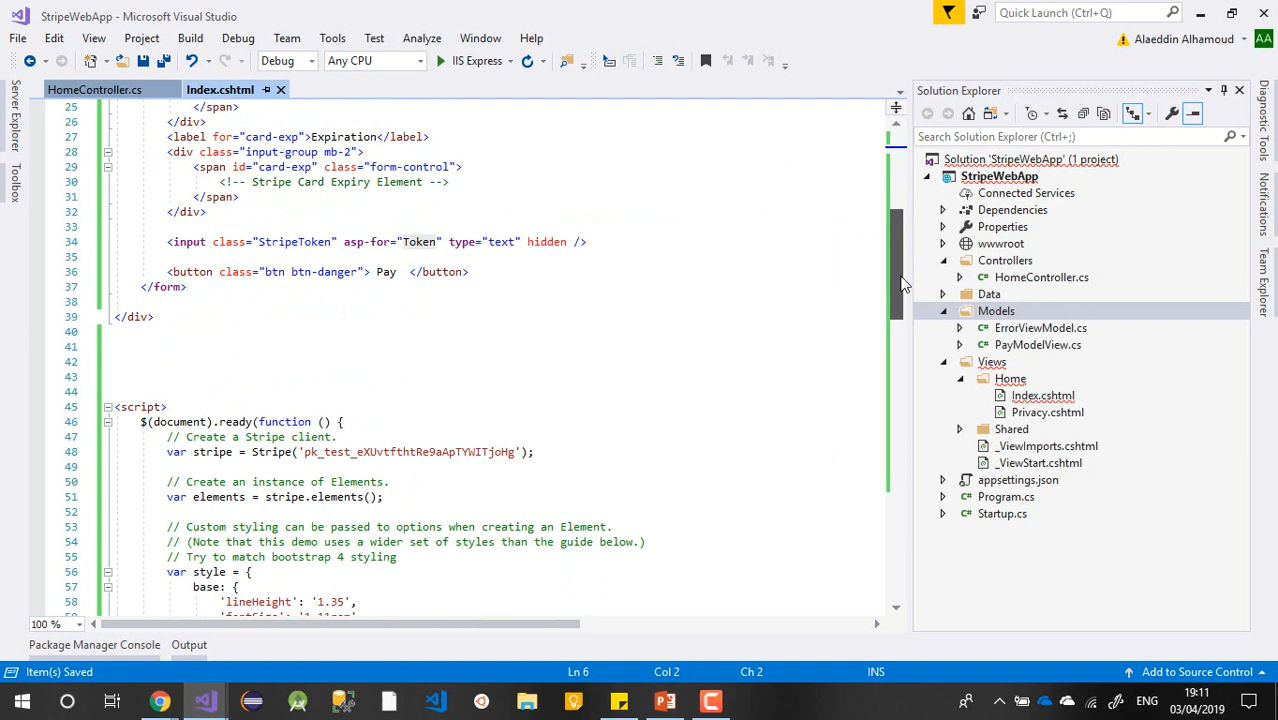 StripeWebApp - Microsoft Visual Studio
Quick Launch (Ctrl+Q)
File Edit View Project Build Debug Team Tools Test Analyze Window Help
Alaeddin Alhamoud
AA
Debug Any CPU IIS Express
Server Explorer
Toolbox
HomeController.cs Index.cshtml
25 </span>
26 </div>
27 <label for="card-exp">Expiration</label>
28 <div class="input-group mb-2">
29 <span id="card-exp" class="form-control">
30 <!-- Stripe Card Expiry Element -->
31 </span>
32 </div>
33
34 <input class="StripeToken" asp-for="Token" type="text" hidden />
35
36 <button class="btn btn-danger"> Pay </button>
37 </form>
38
39 </div>
40
41
42
43
44
45 <script>
46 $(document).ready(function () {
47 // Create a Stripe client.
48 var stripe = Stripe('pk_test_eXUvtfthtRe9aApTYWITjoHg');
49
50 // Create an instance of Elements.
51 var elements = stripe.elements();
52
53 // Custom styling can be passed to options when creating an Element.
54 // (Note that this demo uses a wider set of styles than the guide below.)
55 // Try to match bootstrap 4 styling
56 var style = {
57 base: {
58 'lineHeight': '1.35',
100 %
Solution Explorer
Search Solution Explorer (Ctrl+;)
Solution 'StripeWebApp' (1 project)
StripeWebApp
Connected Services
Dependencies
Properties
wwwroot
Controllers
HomeController.cs
Data
Models
ErrorViewModel.cs
PayModelView.cs
Views
Home
Index.cshtml
Privacy.cshtml
Shared
_ViewImports.cshtml
_ViewStart.cshtml
appsettings.json
Program.cs
Startup.cs
Diagnostic Tools
Team Explorer
Package Manager Console Output
Item(s) Saved Ln 6 Col 2 Ch 2 INS Add to Source Control
ENG
19:11
03/04/2019